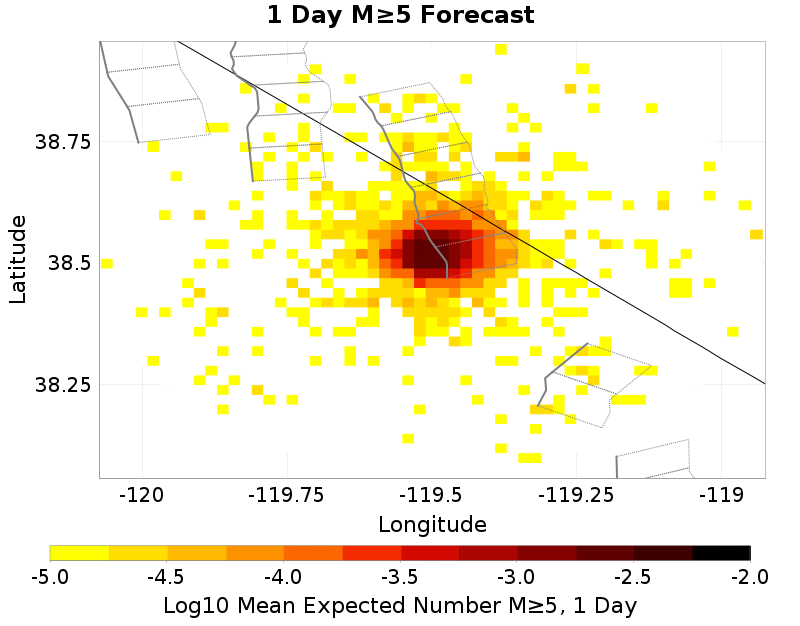 1 Day M≥5 Forecast
Latitude
38.75
38.5
38.25
-120 -119.75 -119.5 -119.25 -119
Longitude
-5.0 -4.5 -4.0 -3.5 -3.0 -2.5 -2.0
Log10 Mean Expected Number M≥5, 1 Day